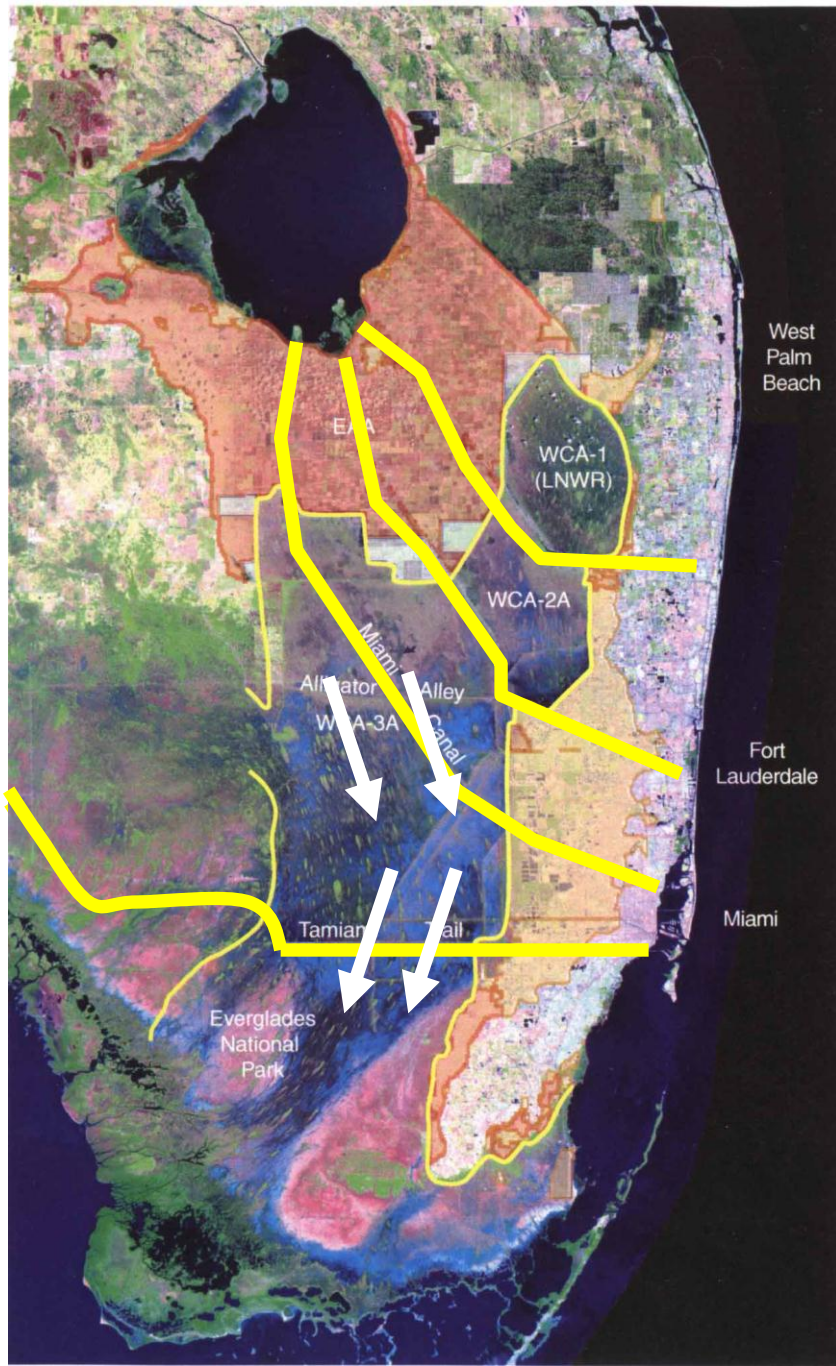 West
Palm
Beach
EAA
WCA-1
(LNWR)
WCA-2A
Miami
Canal
Alligator Alley
WCA-3A
Fort
Lauderdale
Miami
Tamiami Trail
Everglades
National
Park